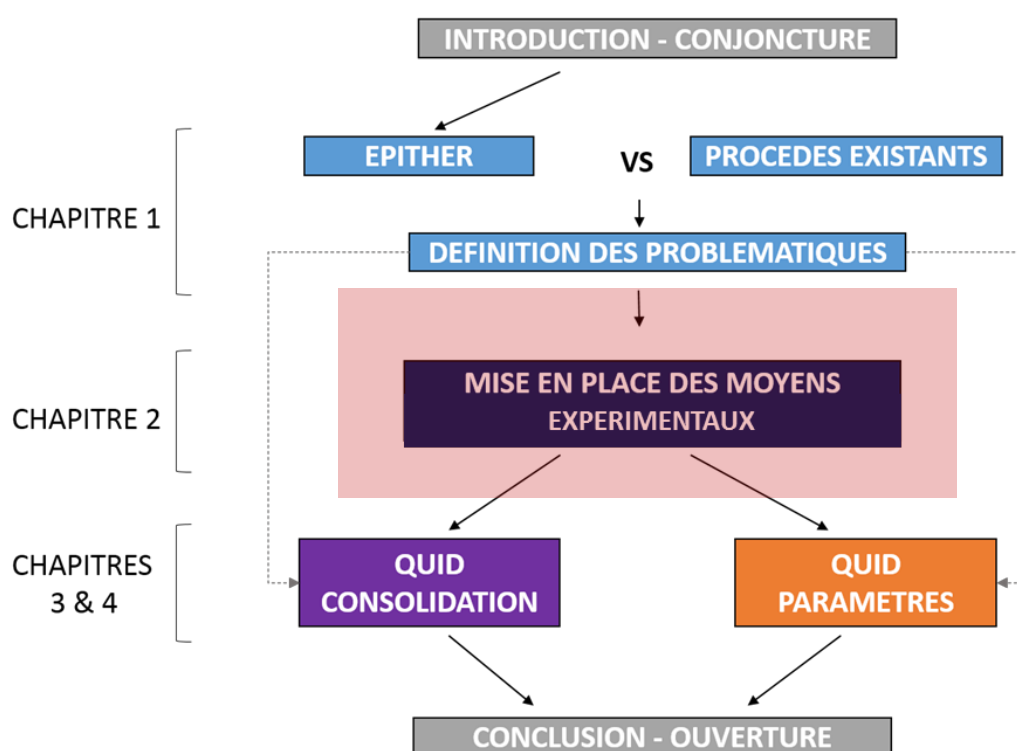 INTRODUCTION - CONJONCTURE
CHAPITRE 1
EPITHER
VS
PROCEDES EXISTANTS
DEFINITION DES PROBLEMATIQUES
CHAPITRE 2
MISE EN PLACE DES MOYENS
EXPERIMENTAUX
CHAPITRES
3 & 4
QUID
CONSOLIDATION
QUID
PARAMETRES
CONCLUSION - OUVERTURE